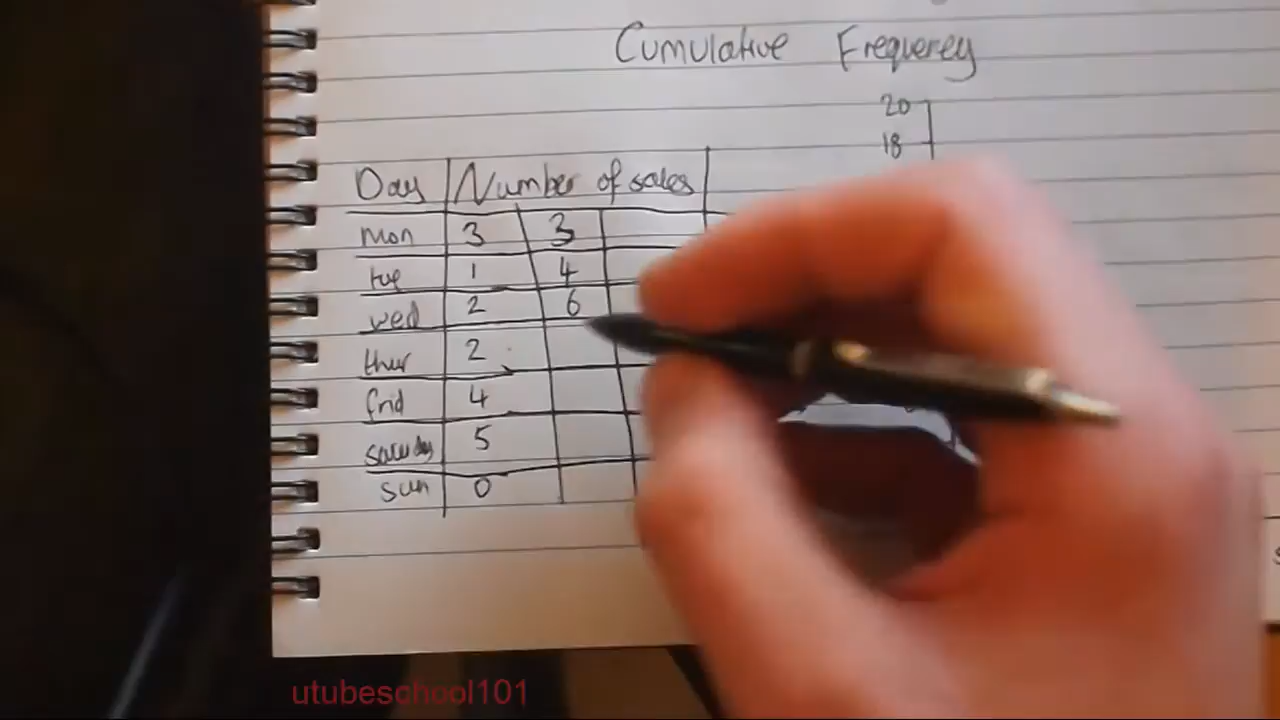 Cumulative Frequency
20
18
Day Number of sales
Mon 3 3
tue 1 4
wed 2 6
thur 2
frid 4
saturday 5
sun 0
utubeschool101